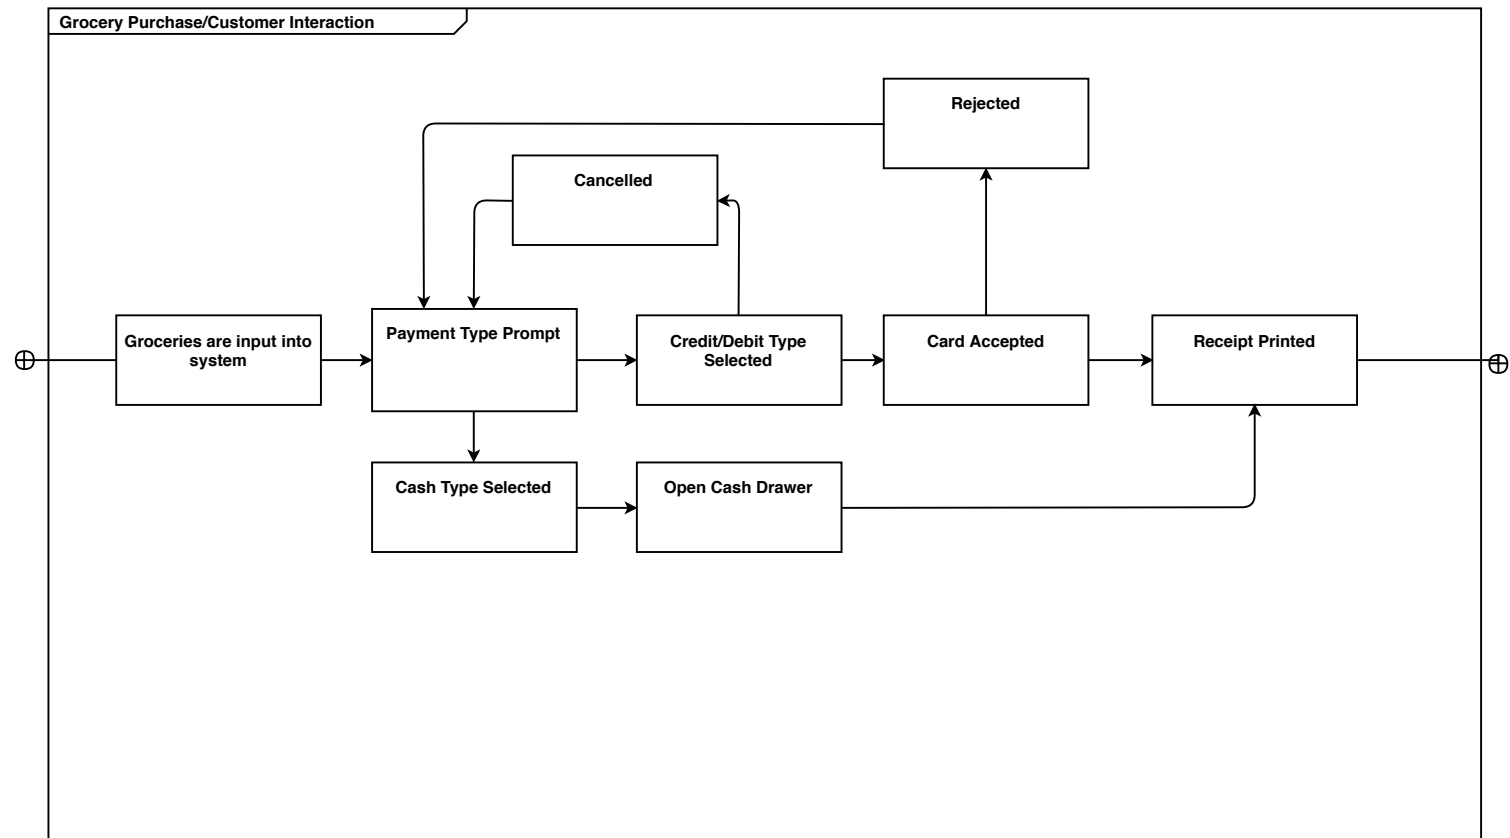 Grocery Purchase/Customer Interaction
Rejected
Cancelled
Groceries are input into
system
Payment Type Prompt
Credit/Debit Type
Selected
Card Accepted
Receipt Printed
Cash Type Selected
Open Cash Drawer